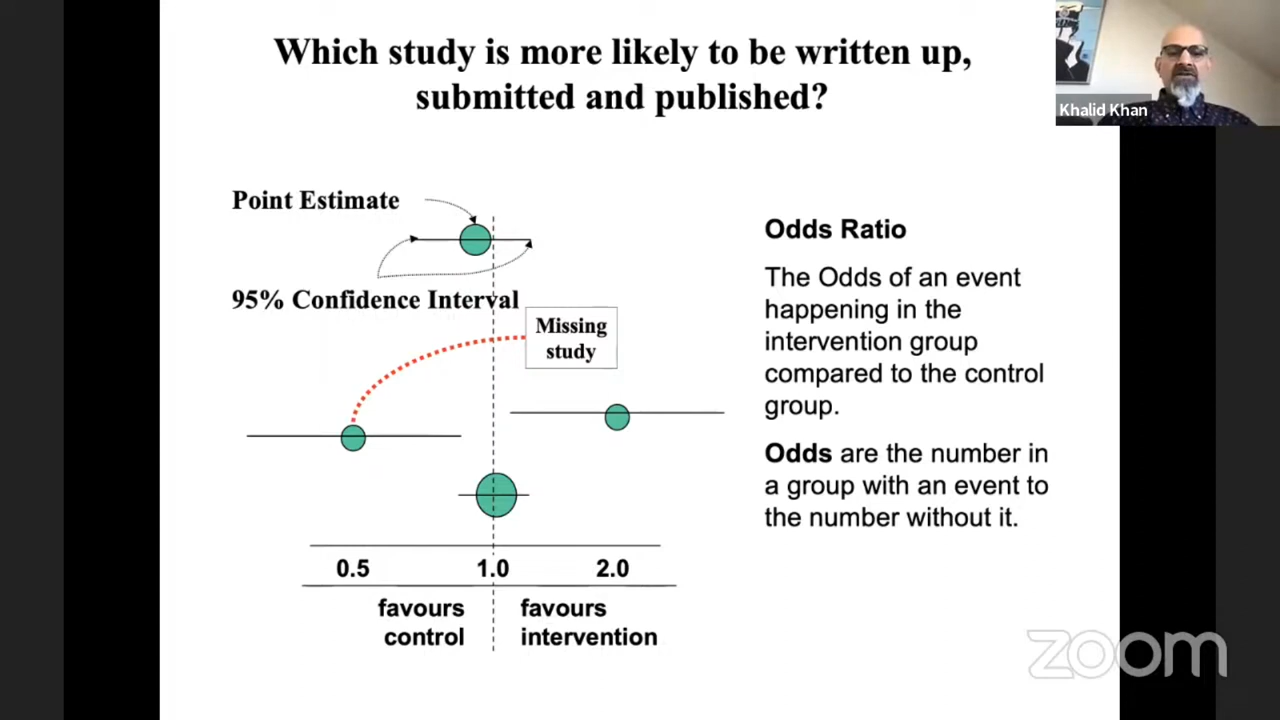 Which study is more likely to be written up,
submitted and published?
Khalid Khan
Point Estimate
95% Confidence Interval
Missing
study
0.5 1.0 2.0
favours
control
favours
intervention
Odds Ratio
The Odds of an event
happening in the
intervention group
compared to the control
group.
Odds are the number in
a group with an event to
the number without it.
zoom